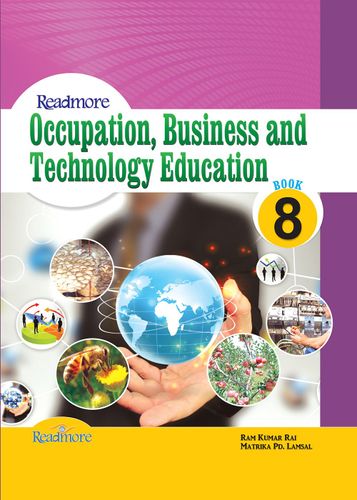 Readmore
Occupation, Business and
Technology Education
BOOK
8
Readmore
Ram Kumar Rai
Matrika Pd. Lamsal